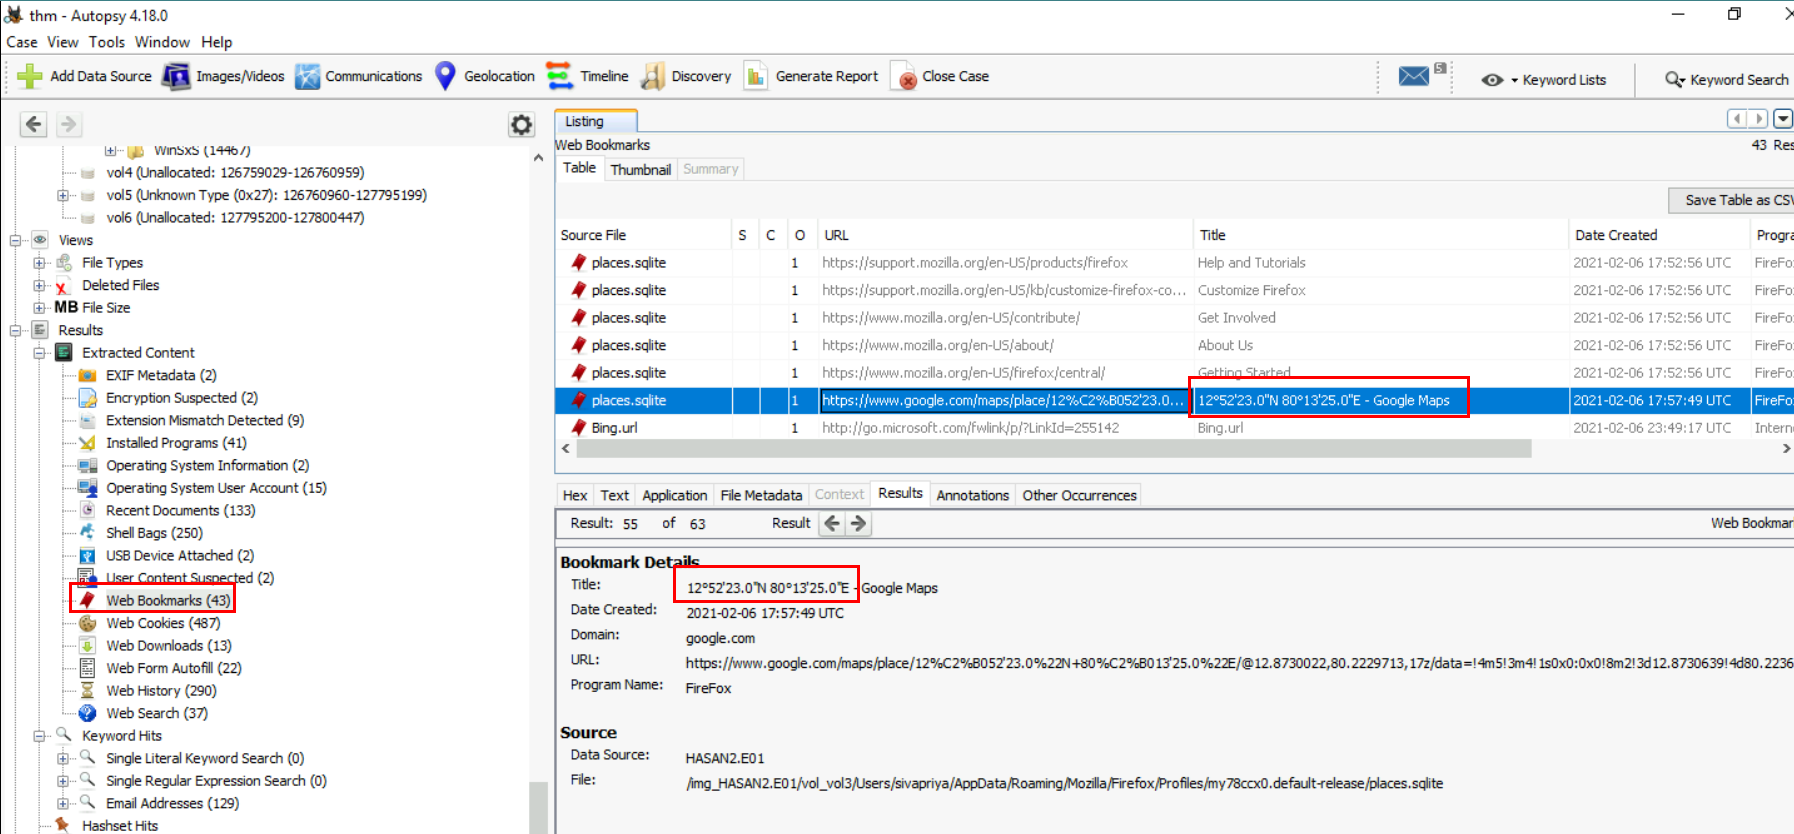 thm - Autopsy 4.18.0
Case View Tools Window Help
Add Data Source Images/Videos Communications Geolocation Timeline Discovery Generate Report Close Case 5 Keyword Lists Keyword Search
WinSxS (14467)
vol4 (Unallocated: 126759029-126760959)
vol5 (Unknown Type (0x27): 126760960-127795199)
vol6 (Unallocated: 127795200-127800447)
Views
File Types
Deleted Files
MB File Size
Results
Extracted Content
EXIF Metadata (2)
Encryption Suspected (2)
Extension Mismatch Detected (9)
Installed Programs (41)
Operating System Information (2)
Operating System User Account (15)
Recent Documents (133)
Shell Bags (250)
USB Device Attached (2)
User Content Suspected (2)
Web Bookmarks (43)
Web Cookies (487)
Web Downloads (13)
Web Form Autofill (22)
Web History (290)
Web Search (37)
Keyword Hits
Single Literal Keyword Search (0)
Single Regular Expression Search (0)
Email Addresses (129)
Hashset Hits
Listing
Web Bookmarks 43 Res
Table Thumbnail Summary
Save Table as CSV
Source File S C O URL Title Date Created Progra
places.sqlite 1 https://support.mozilla.org/en-US/products/firefox Help and Tutorials 2021-02-06 17:52:56 UTC FireFo
places.sqlite 1 https://support.mozilla.org/en-US/kb/customize-firefox-co... Customize Firefox 2021-02-06 17:52:56 UTC FireFo
places.sqlite 1 https://www.mozilla.org/en-US/contribute/ Get Involved 2021-02-06 17:52:56 UTC FireFo
places.sqlite 1 https://www.mozilla.org/en-US/about/ About Us 2021-02-06 17:52:56 UTC FireFo
places.sqlite 1 https://www.mozilla.org/en-US/firefox/central/ Getting Started 2021-02-06 17:52:56 UTC FireFo
places.sqlite 1 https://www.google.com/maps/place/12%C2%B052'23.0... 12°52'23.0"N 80°13'25.0"E - Google Maps 2021-02-06 17:57:49 UTC FireFo
Bing.url 1 http://go.microsoft.com/fwlink/p/?LinkId=255142 Bing.url 2021-02-06 23:49:17 UTC Intern
Hex Text Application File Metadata Context Results Annotations Other Occurrences
Result: 55 of 63 Result Web Bookmar
Bookmark Details
Title: 12°52'23.0"N 80°13'25.0"E - Google Maps
Date Created: 2021-02-06 17:57:49 UTC
Domain: google.com
URL: https://www.google.com/maps/place/12%C2%B052'23.0%22N+80%C2%B013'25.0%22E/@12.8730022,80.2229713,17z/data=!4m5!3m4!1s0x0:0x0!8m2!3d12.8730639!4d80.2236
Program Name: FireFox
Source
Data Source: HASAN2.E01
File: /img_HASAN2.E01/vol_vol3/Users/sivapriya/AppData/Roaming/Mozilla/Firefox/Profiles/my78ccx0.default-release/places.sqlite